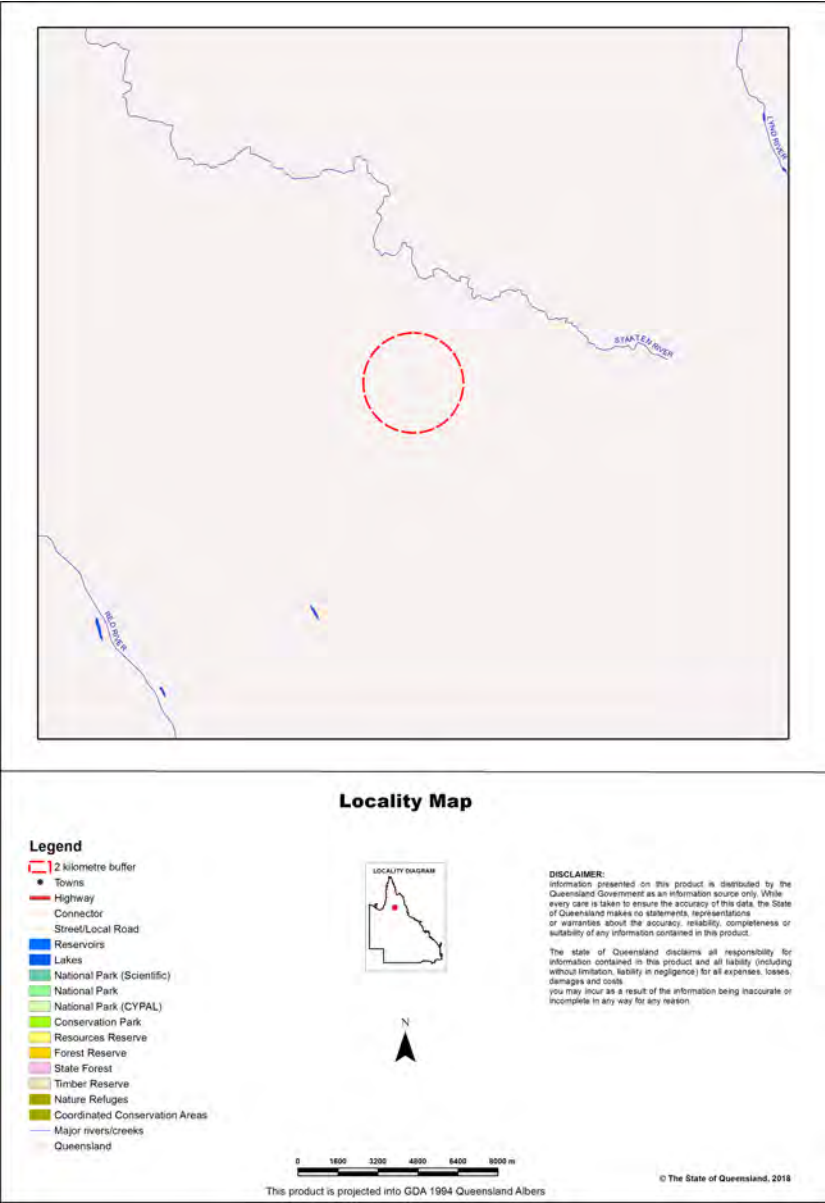 LYND RIVER
STAATEN RIVER
RED RIVER
Locality Map
Legend
2 kilometre buffer
Towns
Highway
Connector
Street/Local Road
Reservoirs
Lakes
National Park (Scientific)
National Park
National Park (CYPAL)
Conservation Park
Resources Reserve
Forest Reserve
State Forest
Timber Reserve
Nature Refuges
Coordinated Conservation Areas
Major rivers/creeks
Queensland
LOCALITY DIAGRAM
N
0 1600 3200 4800 6400 8000 m
This product is projected into GDA 1994 Queensland Albers
DISCLAIMER:
Information presented on this product is distributed by the
Queensland Government as an information source only. While
every care is taken to ensure the accuracy of this data, the State
of Queensland makes no statements, representations
or warranties about the accuracy, reliability, completeness or
suitability of any information contained in this product.
The state of Queensland disclaims all responsibility for
information contained in this product and all liability (including
without limitation, liability in negligence) for all expenses, losses,
damages and costs
you may incur as a result of the information being inaccurate or
incomplete in any way for any reason.
© The State of Queensland, 2018